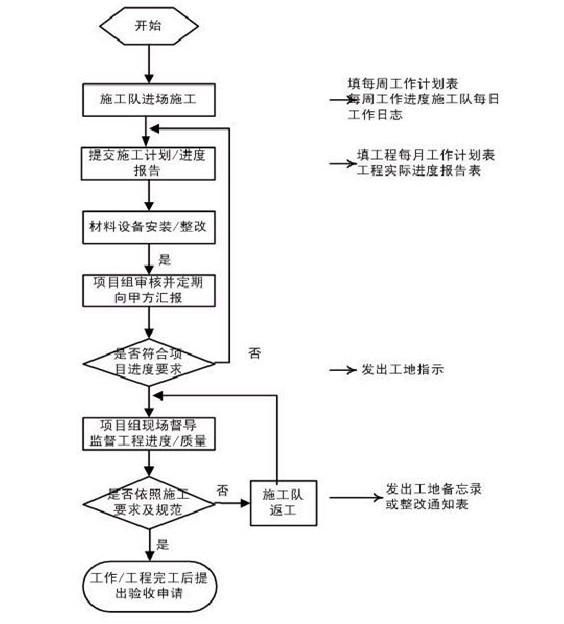 开始
施工队进场施工
填每周工作计划表
每周工作进度施工队每日
工作日志
提交施工计划/进度
报告
填工程每月工作计划表
工程实际进度报告表
材料设备安装/整改
是
项目组审核并定期
向甲方汇报
是否符合项
目进度要求
否
发出工地指示
项目组现场督导
监督工程进度/质量
是否依照施工
要求及规范
否
施工队
返工
发出工地备忘录
或整改通知表
是
工作/工程完工后提
出验收申请